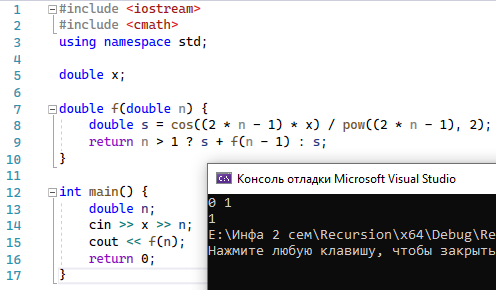 1 #include <iostream>
2 #include <cmath>
3 using namespace std;
4
5 double x;
6
7 double f(double n) {
8 double s = cos((2 * n - 1) * x) / pow((2 * n - 1), 2);
9 return n > 1 ? s + f(n - 1) : s;
10 }
11
12 int main() {
13 double n;
14 cin >> x >> n;
15 cout << f(n);
16 return 0;
17 }
Консоль отладки Microsoft Visual Studio
0 1
1
E:\Инфа 2 сем\Recursion\x64\Debug\Re
Нажмите любую клавишу, чтобы закрыть